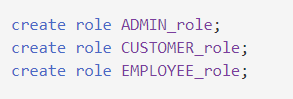 create role ADMIN_role;
create role CUSTOMER_role;
create role EMPLOYEE_role;